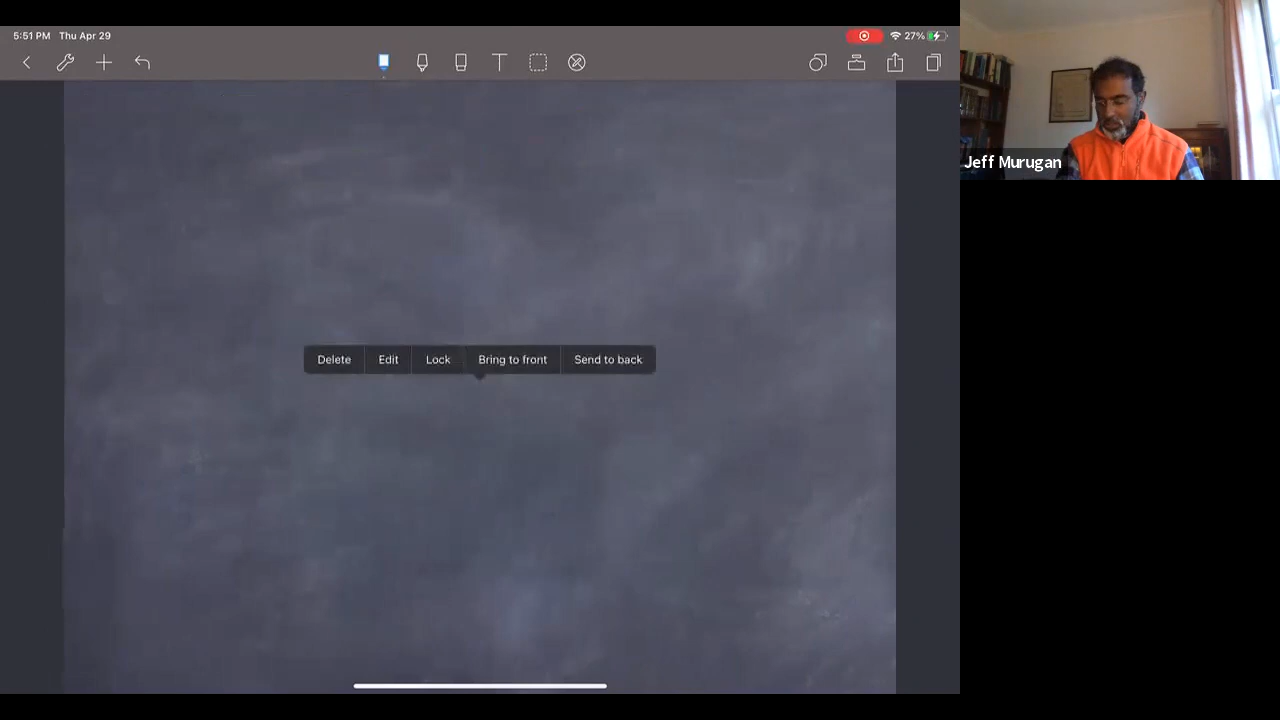 5:51 PM Thu Apr 29
27%
Jeff Murugan
Delete Edit Lock Bring to front Send to back